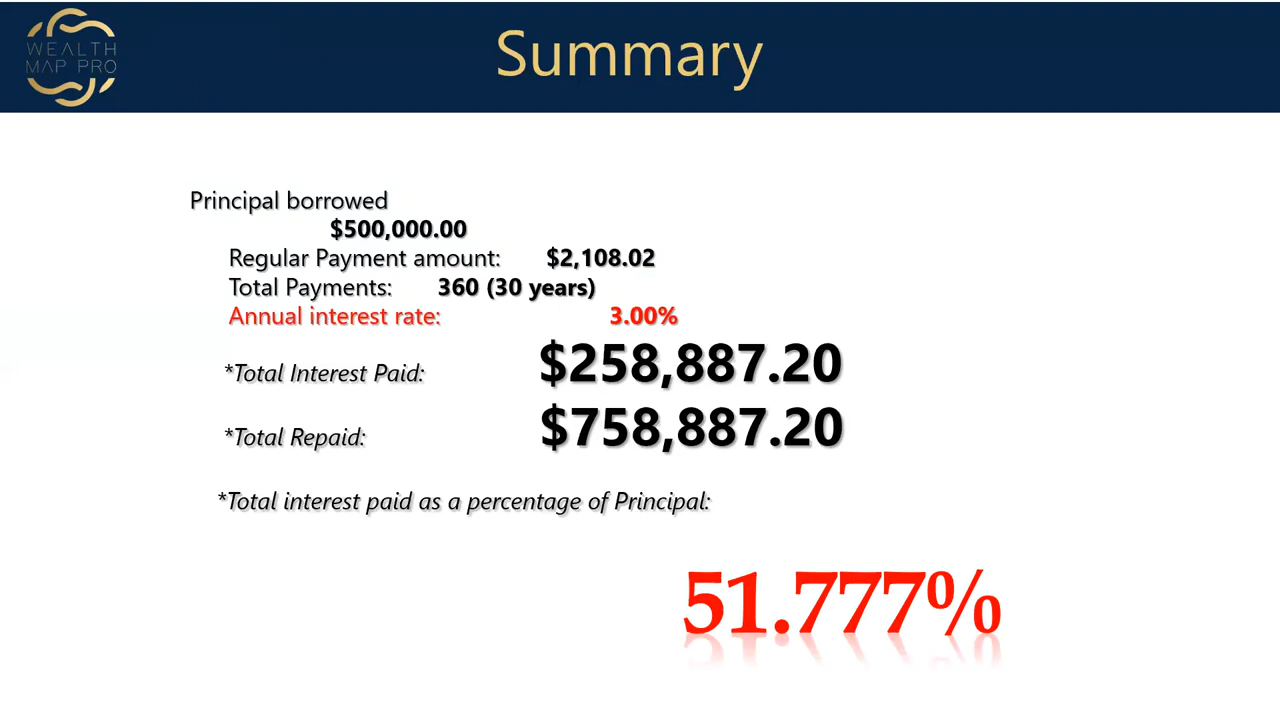 WEALTH
MAP PRO
Summary
Principal borrowed
$500,000.00
Regular Payment amount: $2,108.02
Total Payments: 360 (30 years)
Annual interest rate: 3.00%
*Total Interest Paid: $258,887.20
*Total Repaid: $758,887.20
*Total interest paid as a percentage of Principal:
51.777%